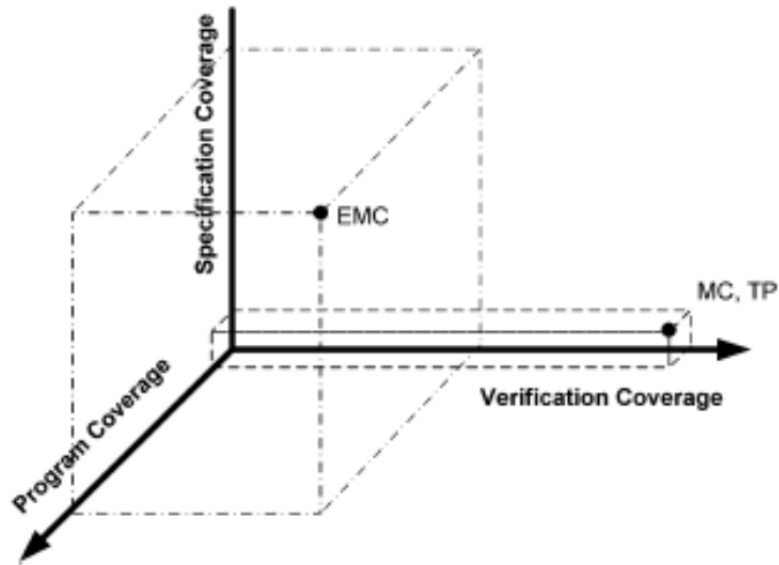 Specification Coverage
EMC
MC, TP
Verification Coverage
Program Coverage